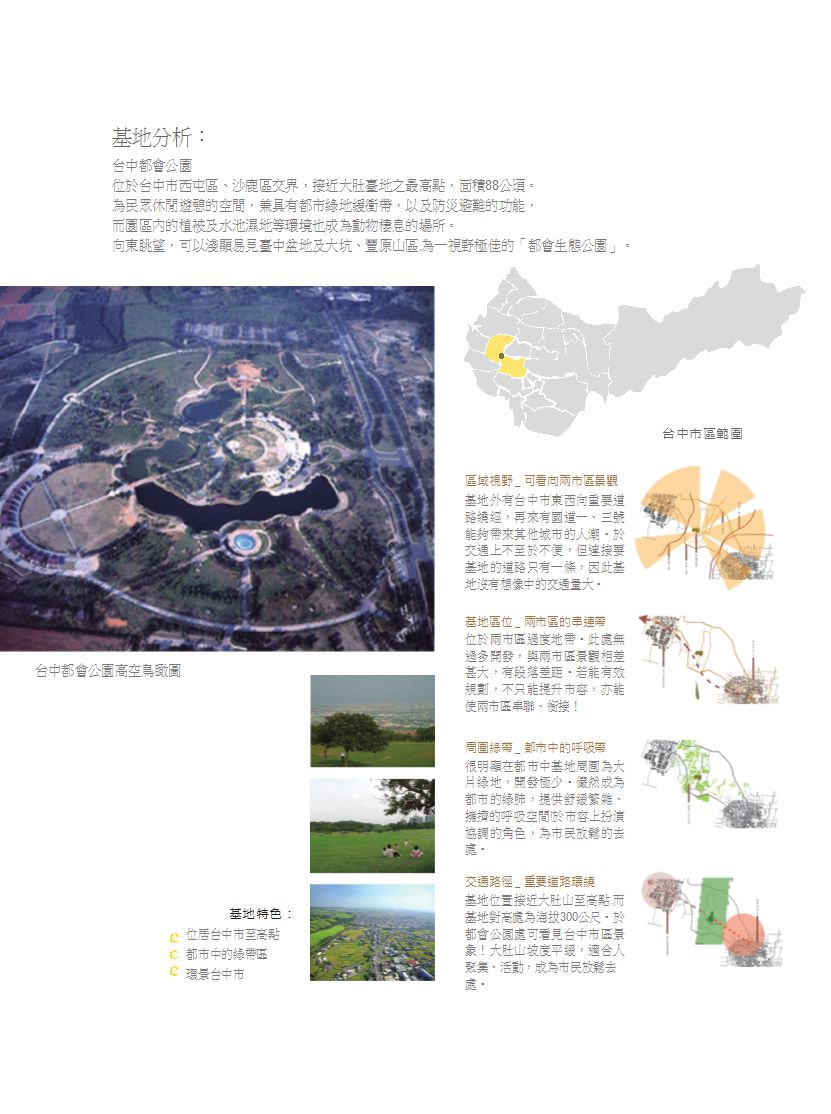 基地分析：
台中都會公園
位於台中市西屯區、沙鹿區交界，接近大肚臺地之最高點，面積88公頃。
為民眾休閒遊憩的空間，兼具有都市綠地緩衝帶，以及防災避難的功能，
而園區內的植被及水池濕地等環境也成為動物棲息的場所。
向東眺望，可以淺顯易見臺中盆地及大坑、豐原山區,為一視野極佳的「都會生態公園」。
台中市區範圍
台中都會公園高空鳥瞰圖
區域視野_ 可看向兩市區景觀
基地外有台中市東西向重要道
路繞經，再來有國道一、三號
能夠帶來其他城市的人潮。於
交通上不至於不便，但連接要
基地的道路只有一條，因此基
地沒有想像中的交通量大。
基地區位_ 兩市區的串連帶
位於兩市區過度地帶。此處無
過多開發，與兩市區景觀相差
甚大，有段落差距。若能有效
規劃，不只能提升市容，亦能
使兩市區串聯、銜接！
周圍綠帶_ 都市中的呼吸帶
很明顯在都市中基地周圍為大
片綠地，開發極少。儼然成為
都市的綠肺，提供舒緩繁雜、
擁擠的呼吸空間!於市容上扮演
協調的角色，為市民放鬆的去
處。
交通路徑_ 重要道路環繞
基地位置接近大肚山至高點,而
基地對高處為海拔300公尺。於
都會公園處可看見台中市區景
象！大肚山坡度平緩，適合人
聚集、活動，成為市民放鬆去
處。
基地特色：
位居台中市至高點
都市中的綠帶區
環景台中市